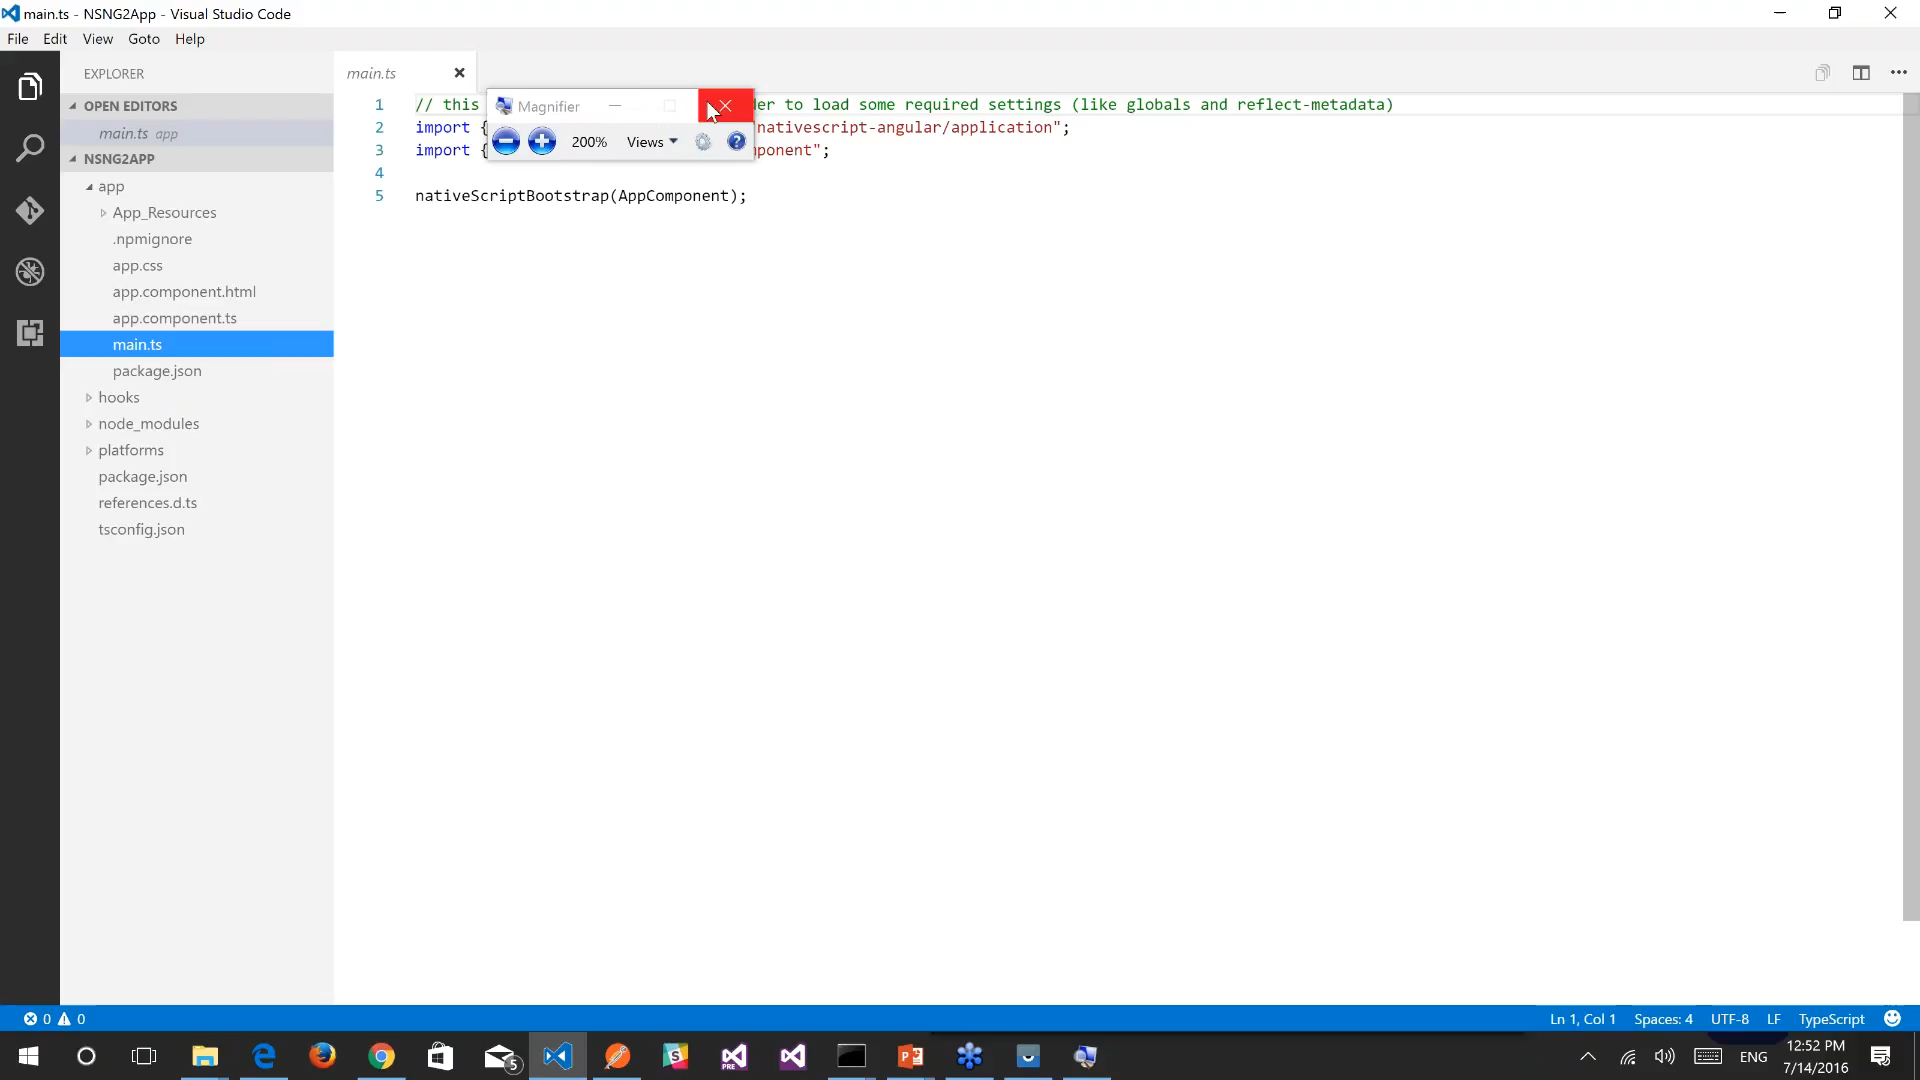 main.ts - NSNG2App - Visual Studio Code
File Edit View Goto Help
EXPLORER
OPEN EDITORS
main.ts app
NSNG2APP
app
App_Resources
.npmignore
app.css
app.component.html
app.component.ts
main.ts
package.json
hooks
node_modules
platforms
package.json
references.d.ts
tsconfig.json
main.ts
Magnifier
200% Views
1 // this der to load some required settings (like globals and reflect-metadata)
2 import { nativescript-angular/application";
3 import { ponent";
4
5 nativeScriptBootstrap(AppComponent);
0 0
Ln 1, Col 1 Spaces: 4 UTF-8 LF TypeScript
5
PRE
ENG
12:52 PM
7/14/2016